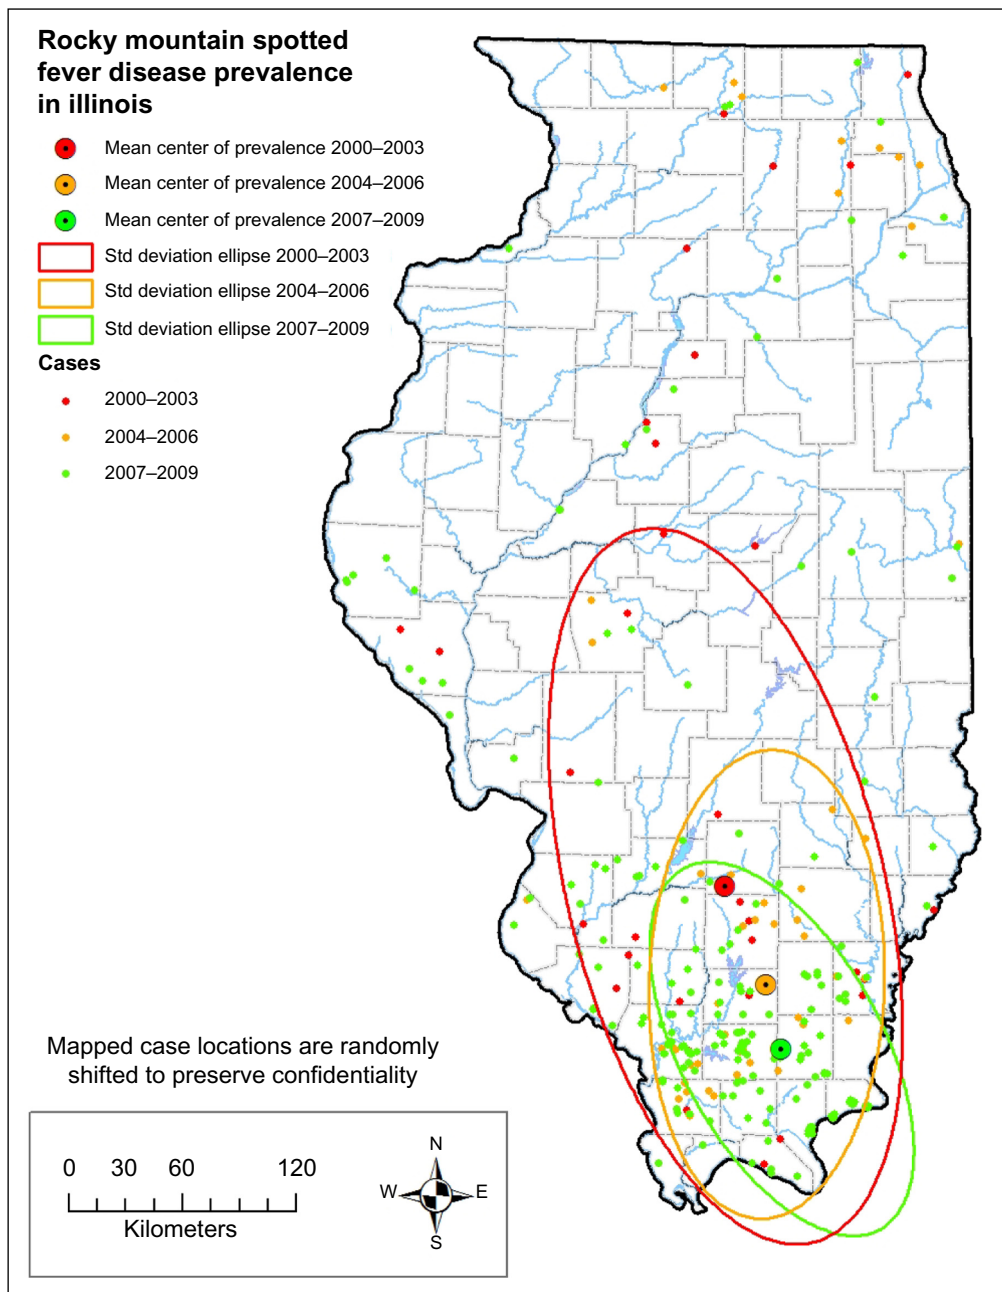 Rocky mountain spotted
fever disease prevalence
in illinois
Mean center of prevalence 2000–2003
Mean center of prevalence 2004–2006
Mean center of prevalence 2007–2009
Std deviation ellipse 2000–2003
Std deviation ellipse 2004–2006
Std deviation ellipse 2007–2009
Cases
2000–2003
2004–2006
2007–2009
Mapped case locations are randomly
shifted to preserve confidentiality
0 30 60 120
Kilometers
N
W E
S